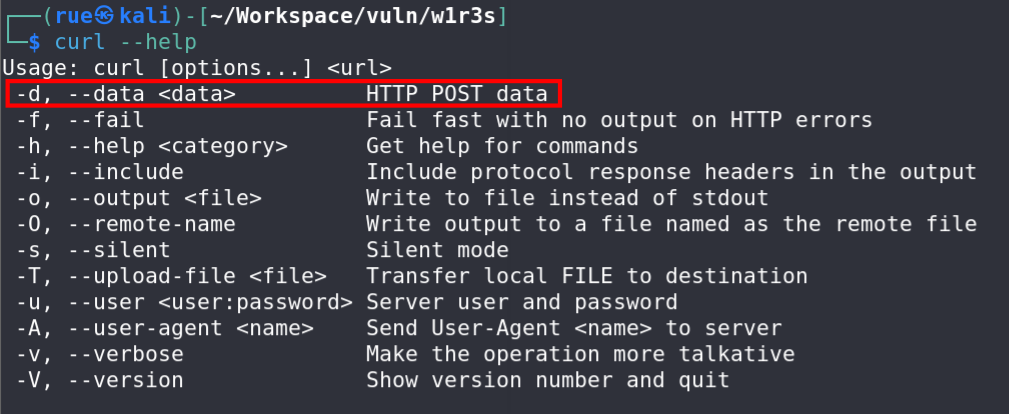 ┌──(rue㉿kali)-[~/Workspace/vuln/w1r3s]
└─$ curl --help
Usage: curl [options...] <url>
 -d, --data <data>          HTTP POST data
 -f, --fail                 Fail fast with no output on HTTP errors
 -h, --help <category>      Get help for commands
 -i, --include              Include protocol response headers in the output
 -o, --output <file>        Write to file instead of stdout
 -O, --remote-name          Write output to a file named as the remote file
 -s, --silent               Silent mode
 -T, --upload-file <file>   Transfer local FILE to destination
 -u, --user <user:password> Server user and password
 -A, --user-agent <name>    Send User-Agent <name> to server
 -v, --verbose              Make the operation more talkative
 -V, --version              Show version number and quit